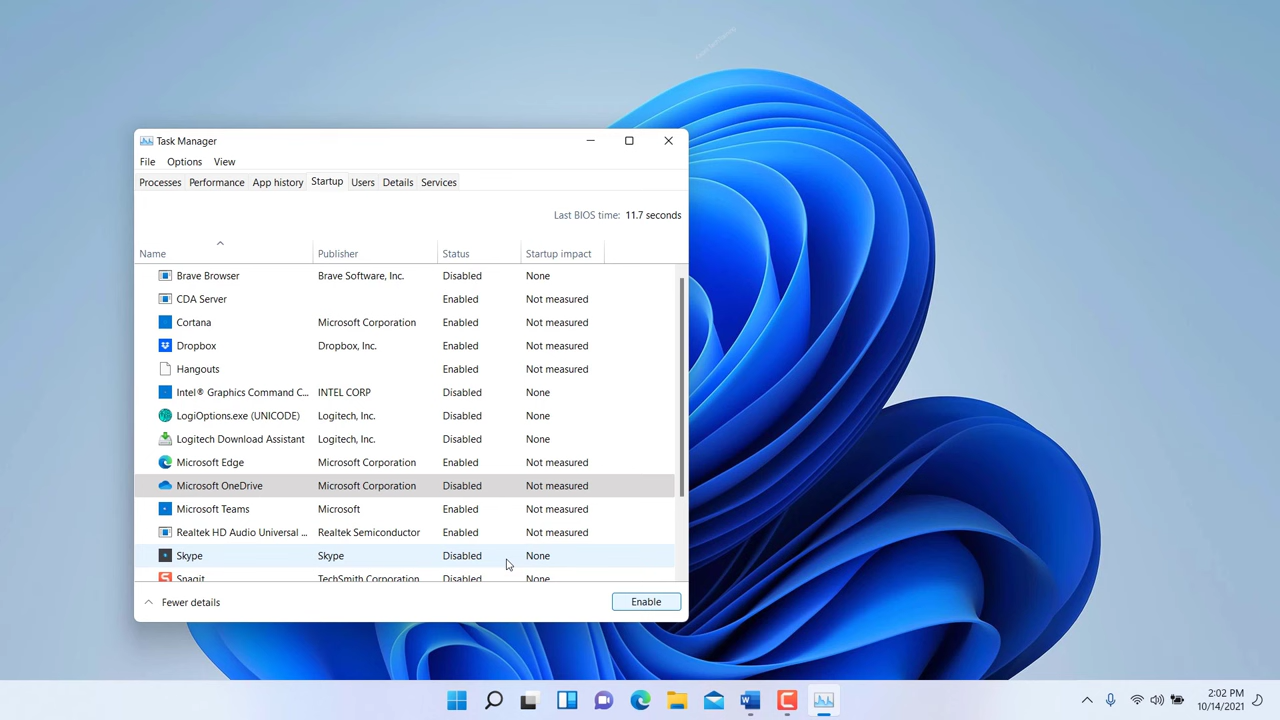 Task Manager
File Options View
Processes Performance App history Startup Users Details Services
Last BIOS time: 11.7 seconds
Name Publisher Status Startup impact
Brave Browser Brave Software, Inc. Disabled None
CDA Server Enabled Not measured
Cortana Microsoft Corporation Enabled Not measured
Dropbox Dropbox, Inc. Enabled Not measured
Hangouts Enabled Not measured
Intel® Graphics Command C... INTEL CORP Disabled None
LogiOptions.exe (UNICODE) Logitech, Inc. Disabled None
Logitech Download Assistant Logitech, Inc. Disabled None
Microsoft Edge Microsoft Corporation Enabled Not measured
Microsoft OneDrive Microsoft Corporation Disabled Not measured
Microsoft Teams Microsoft Enabled Not measured
Realtek HD Audio Universal ... Realtek Semiconductor Enabled Not measured
Skype Skype Disabled None
Snagit TechSmith Corporation Disabled None
Fewer details Enable
2:02 PM
10/14/2021